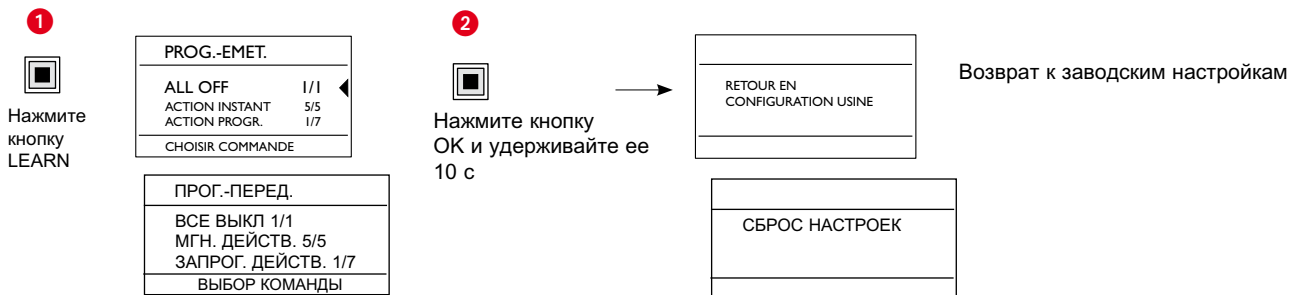 1
Нажмите
кнопку
LEARN
PROG.-EMET.
ALL OFF 1/1
ACTION INSTANT 5/5
ACTION PROGR. 1/7
CHOISIR COMMANDE
ПРОГ.-ПЕРЕД.
ВСЕ ВЫКЛ 1/1
МГН. ДЕЙСТВ. 5/5
ЗАПРОГ. ДЕЙСТВ. 1/7
ВЫБОР КОМАНДЫ
2
Нажмите кнопку
OK и удерживайте ее
10 с
RETOUR EN
CONFIGURATION USINE
СБРОС НАСТРОЕК
Возврат к заводским настройкам